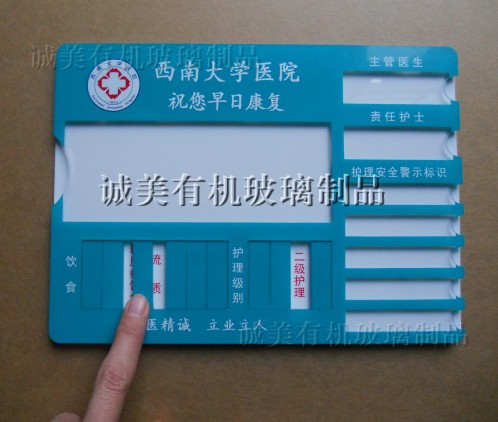 诚美有机玻璃制品
西南大学医院
祝您早日康复
主管医生
责任护士
护理安全警示标识
诚美有机玻璃制品
饮食
流质
护理级别
二级护理
医精诚 立业立人
诚美有机玻璃制品